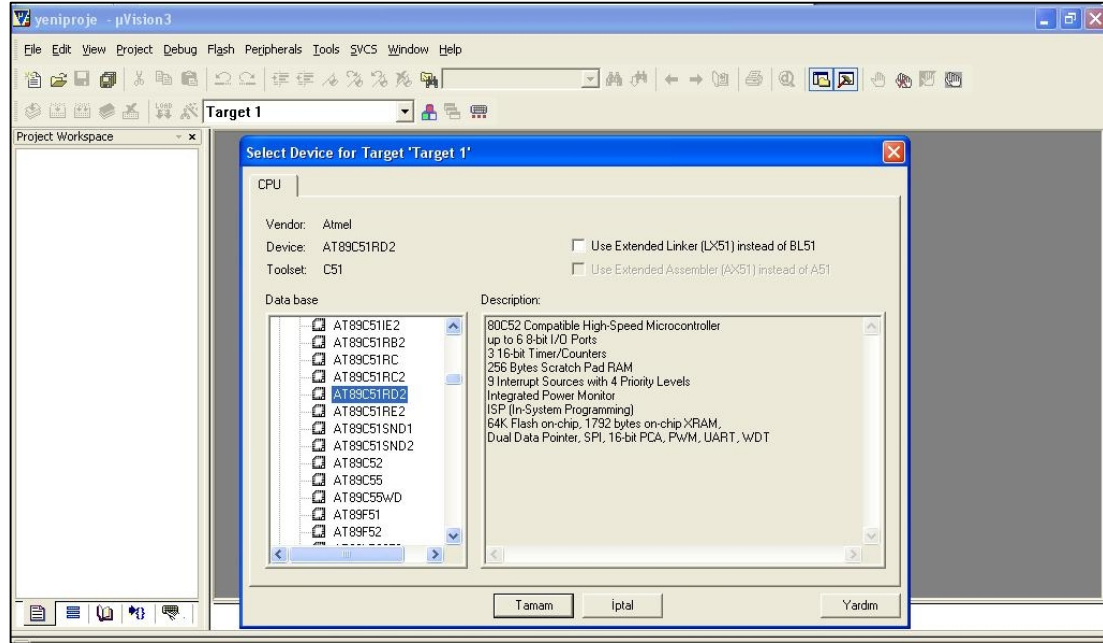 yeniproje - µVision3
File Edit View Project Debug Flash Peripherals Tools SVCS Window Help
LOAD
Target 1
Project Workspace
Select Device for Target 'Target 1'
CPU
Vendor: Atmel
Device: AT89C51RD2
Use Extended Linker (LX51) instead of BL51
Toolset: C51
Use Extended Assembler (AX51) instead of A51
Data base
Description:
AT89C51IE2
AT89C51RB2
AT89C51RC
AT89C51RC2
AT89C51RD2
AT89C51RE2
AT89C51SND1
AT89C51SND2
AT89C52
AT89C55
AT89C55WD
AT89F51
AT89F52
80C52 Compatible High-Speed Microcontroller
up to 6 8-bit I/O Ports
3 16-bit Timer/Counters
256 Bytes Scratch Pad RAM
9 Interrupt Sources with 4 Priority Levels
Integrated Power Monitor
ISP (In-System Programming)
64K Flash on-chip, 1792 bytes on-chip XRAM,
Dual Data Pointer, SPI, 16-bit PCA, PWM, UART, WDT
Tamam
İptal
Yardım